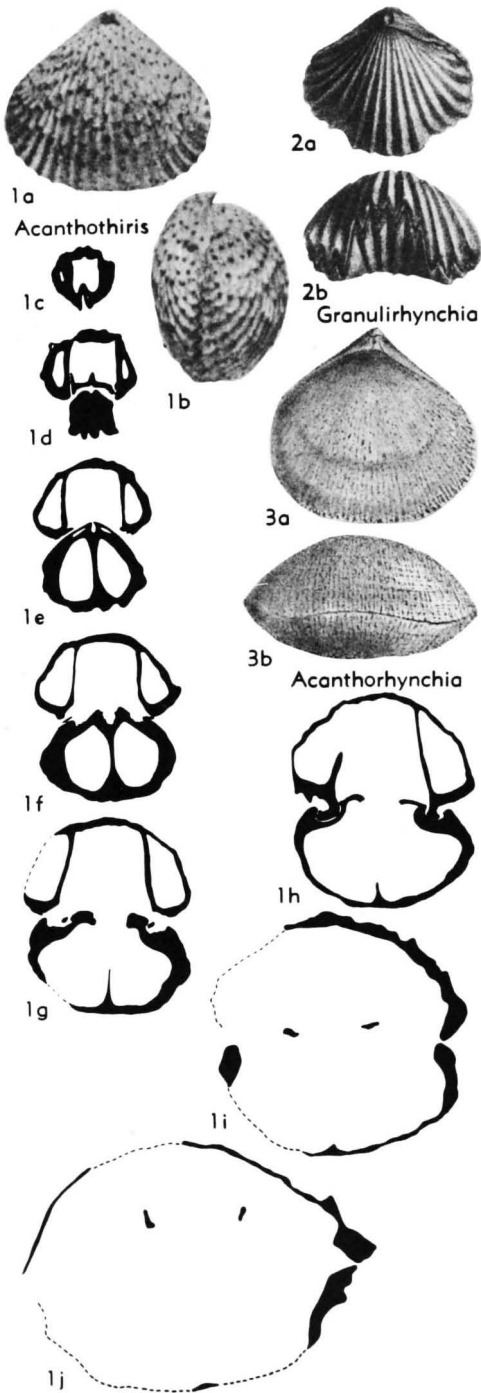 1a
Acanthothiris
1c
1b
1d
1e
1f
1g
2a
2b
Granulirhynchia
3a
3b
Acanthorhynchia
1h
1i
1j